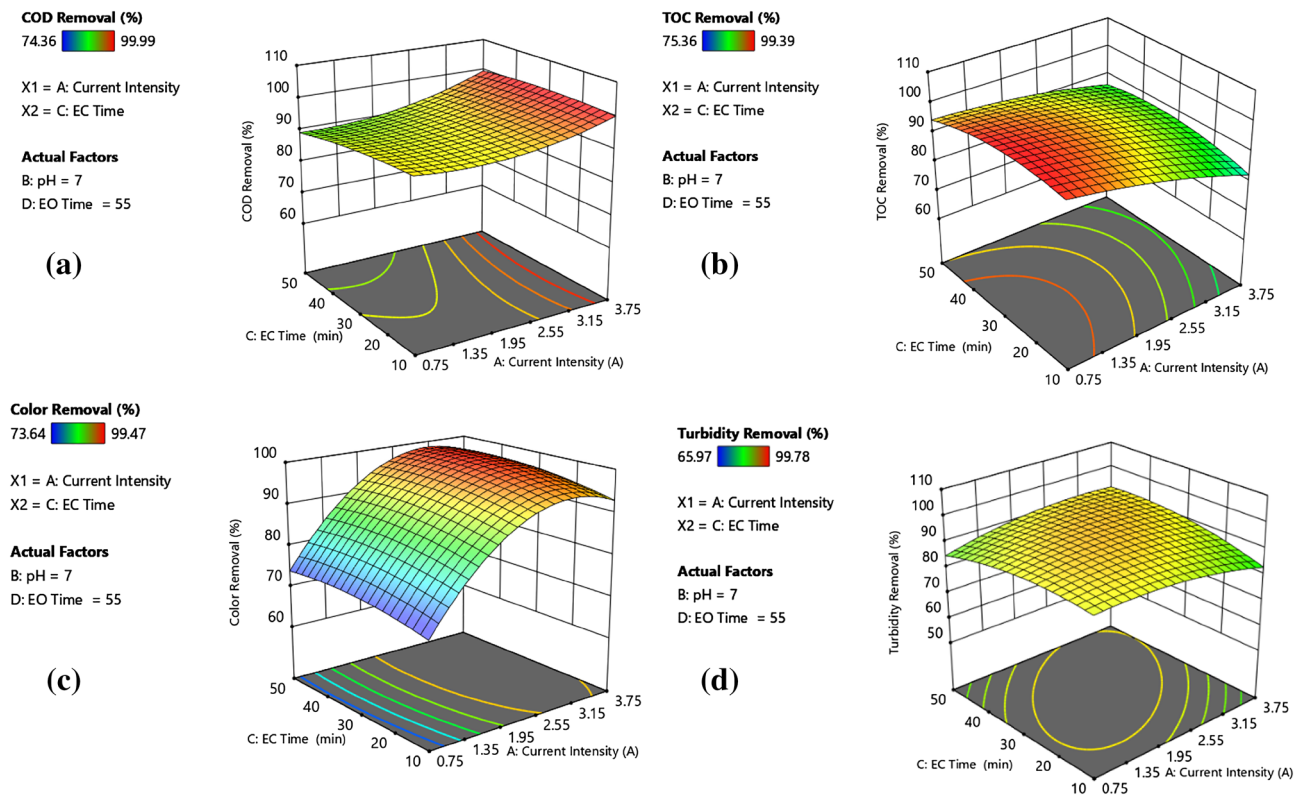 COD Removal (%)
74.36 99.99
X1 = A: Current Intensity
X2 = C: EC Time
Actual Factors
B: pH = 7
D: EO Time = 55
(a)
110
100
90
80
70
60
COD Removal (%)
50
40
30
20
10
C: EC Time (min)
0.75
1.35
1.95
2.55
3.15
3.75
A: Current Intensity (A)
TOC Removal (%)
75.36 99.39
X1 = A: Current Intensity
X2 = C: EC Time
Actual Factors
B: pH = 7
D: EO Time = 55
(b)
110
100
90
80
70
60
TOC Removal (%)
50
40
30
20
10
C: EC Time (min)
0.75
1.35
1.95
2.55
3.15
3.75
A: Current Intensity (A)
Color Removal (%)
73.64 99.47
X1 = A: Current Intensity
X2 = C: EC Time
Actual Factors
B: pH = 7
D: EO Time = 55
(c)
100
90
80
70
60
Color Removal (%)
50
40
30
20
10
C: EC Time (min)
0.75
1.35
1.95
2.55
3.15
3.75
A: Current Intensity (A)
Turbidity Removal (%)
65.97 99.78
X1 = A: Current Intensity
X2 = C: EC Time
Actual Factors
B: pH = 7
D: EO Time = 55
(d)
110
100
90
80
70
60
50
Turbidity Removal (%)
50
40
30
20
10
C: EC Time (min)
0.75
1.35
1.95
2.55
3.15
3.75
A: Current Intensity (A)